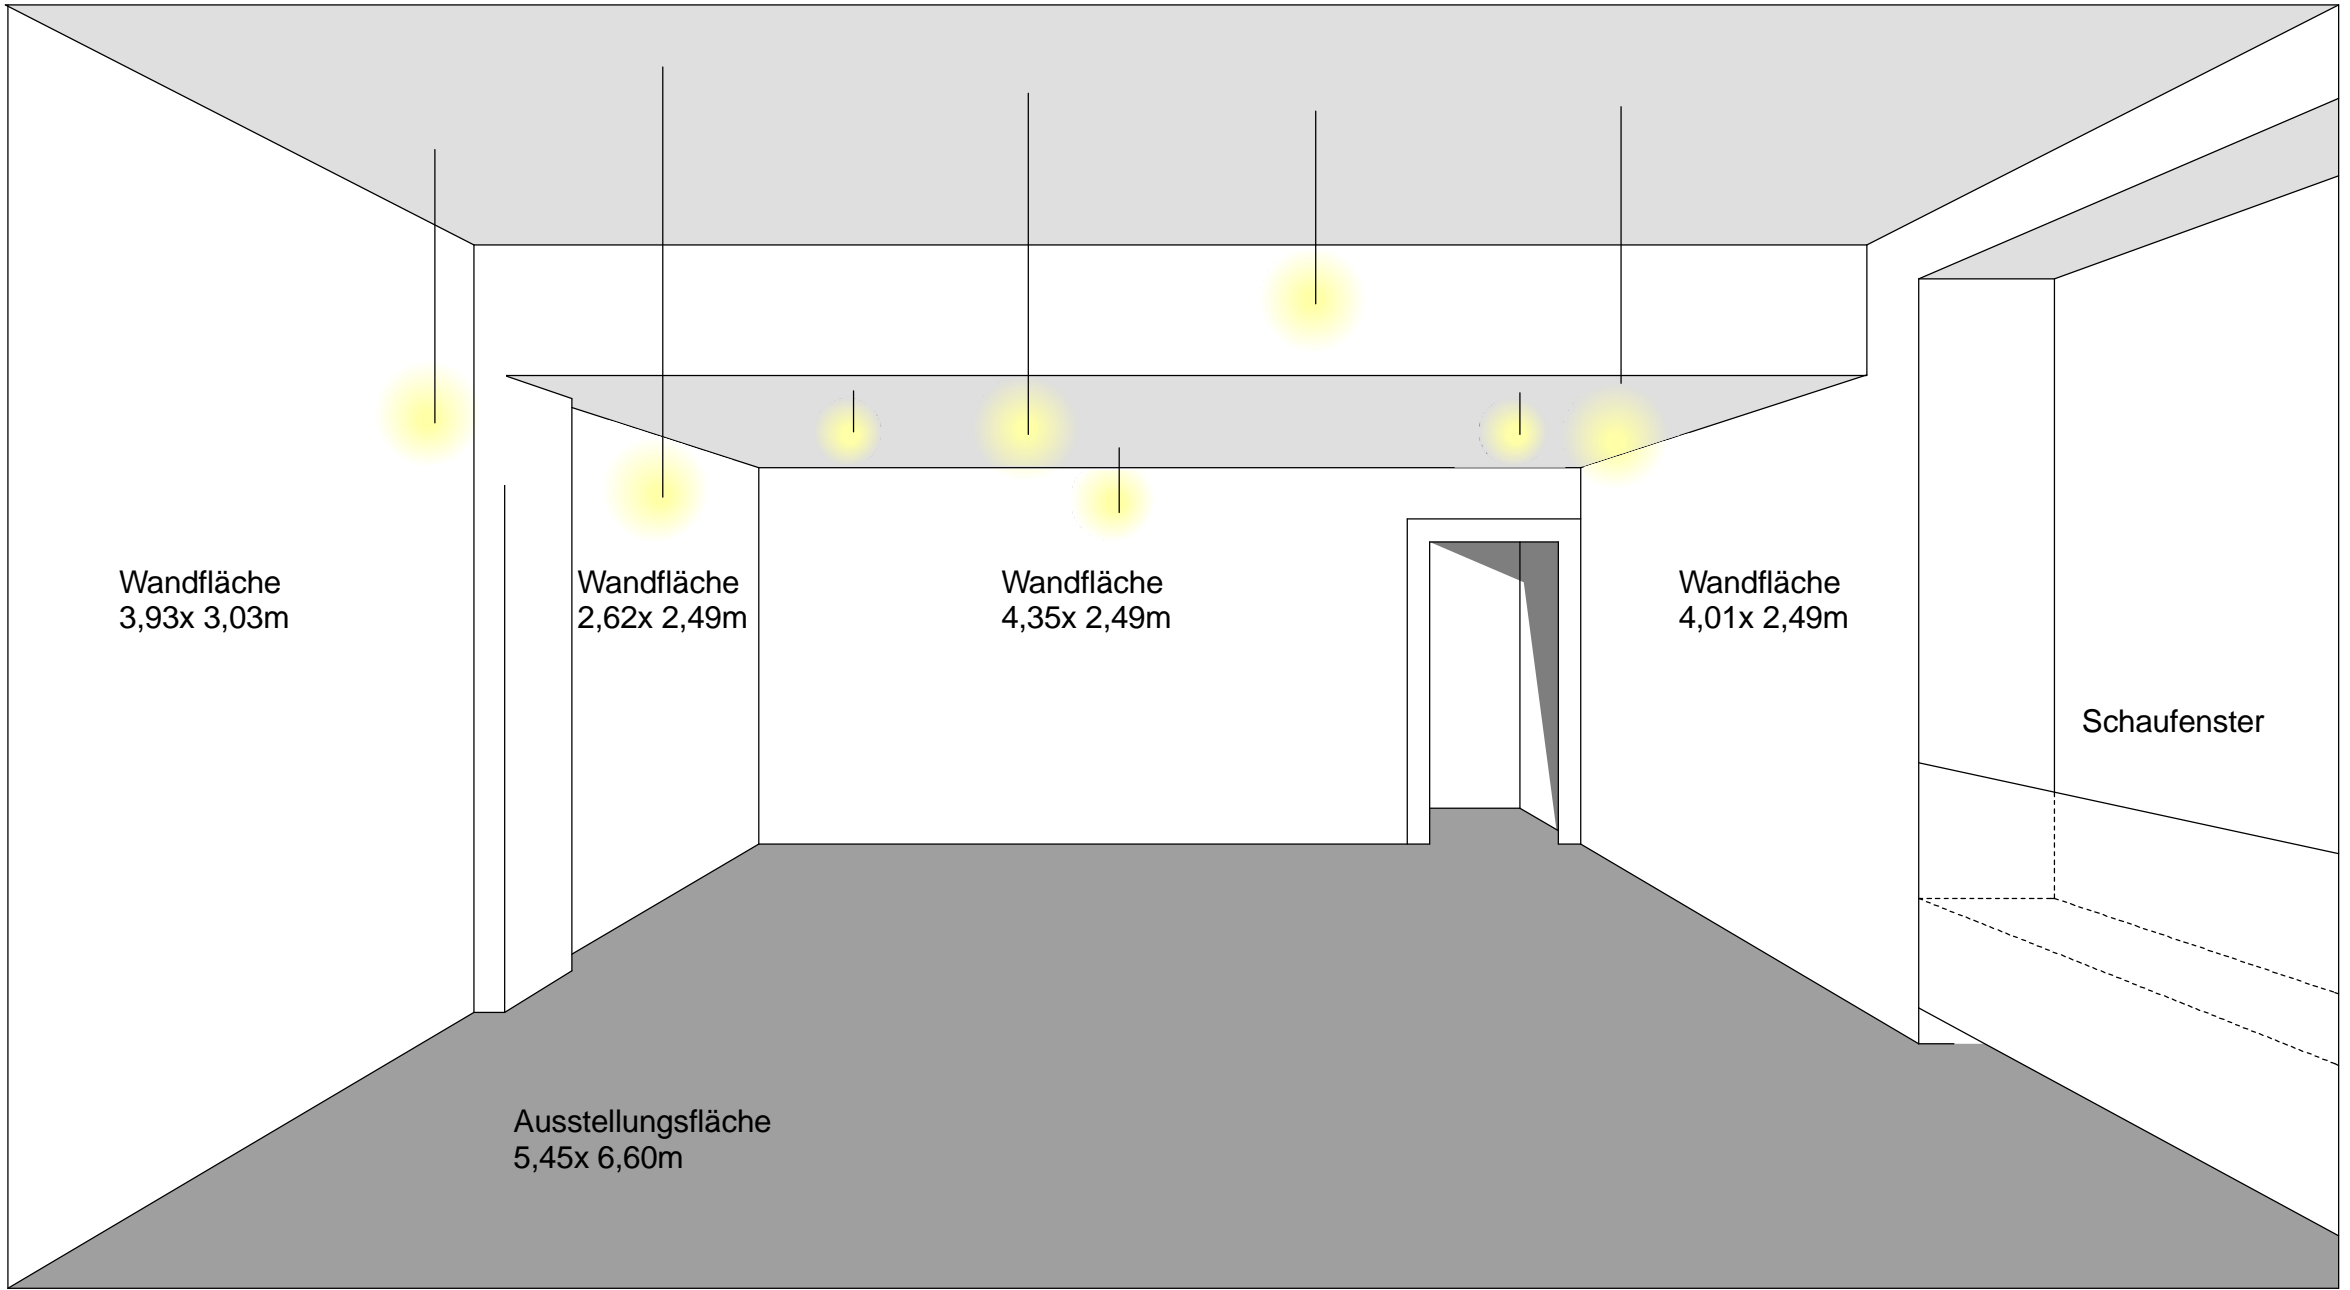 Wandfläche
3,93x 3,03m
Wandfläche
2,62x 2,49m
Wandfläche
4,35x 2,49m
Wandfläche
4,01x 2,49m
Schaufenster
Ausstellungsfläche
5,45x 6,60m